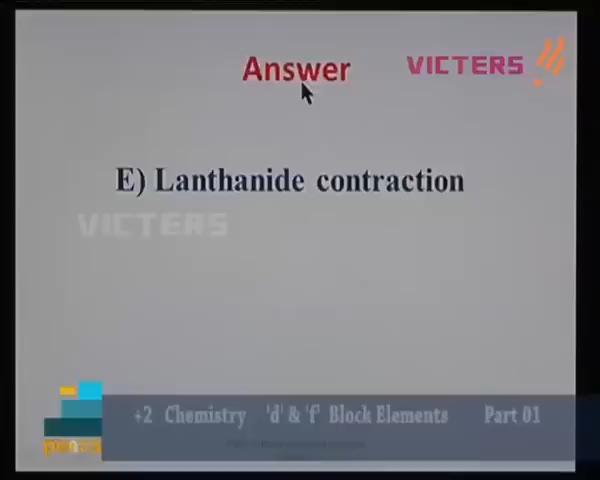 Answer
VICTERS
E) Lanthanide contraction
VICTERS
+2 Chemistry 'd' & 'f' Block Elements Part 01